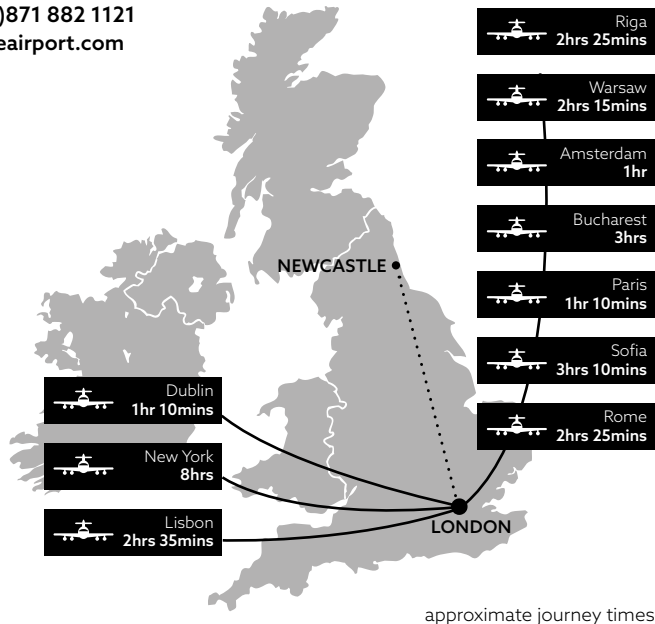 )871 882 1121
eairport.com
Riga
2hrs 25mins
Warsaw
2hrs 15mins
Amsterdam
1hr
Bucharest
3hrs
NEWCASTLE
Paris
1hr 10mins
Sofia
3hrs 10mins
Dublin
1hr 10mins
Rome
2hrs 25mins
New York
8hrs
Lisbon
2hrs 35mins
LONDON
approximate journey times